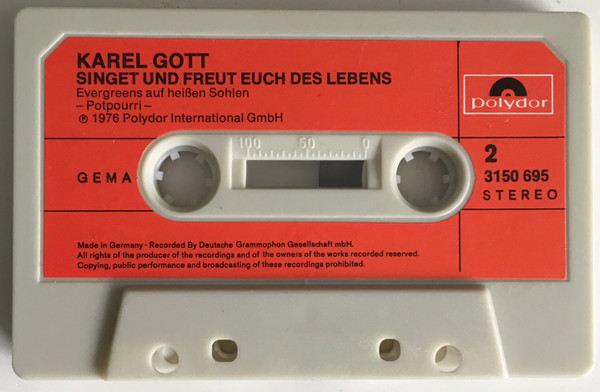 KAREL GOTT
SINGET UND FREUT EUCH DES LEBENS
Evergreens auf heißen Sohlen
– Potpourri –
℗ 1976 Polydor International GmbH
polydor
100 50 0
GEMA
2
3150 695
STEREO
Made in Germany · Recorded By Deutsche Grammophon Gesellschaft mbH.
All rights of the producer of the recordings and of the owners of the works recorded reserved.
Copying, public performance and broadcasting of these recordings prohibited.